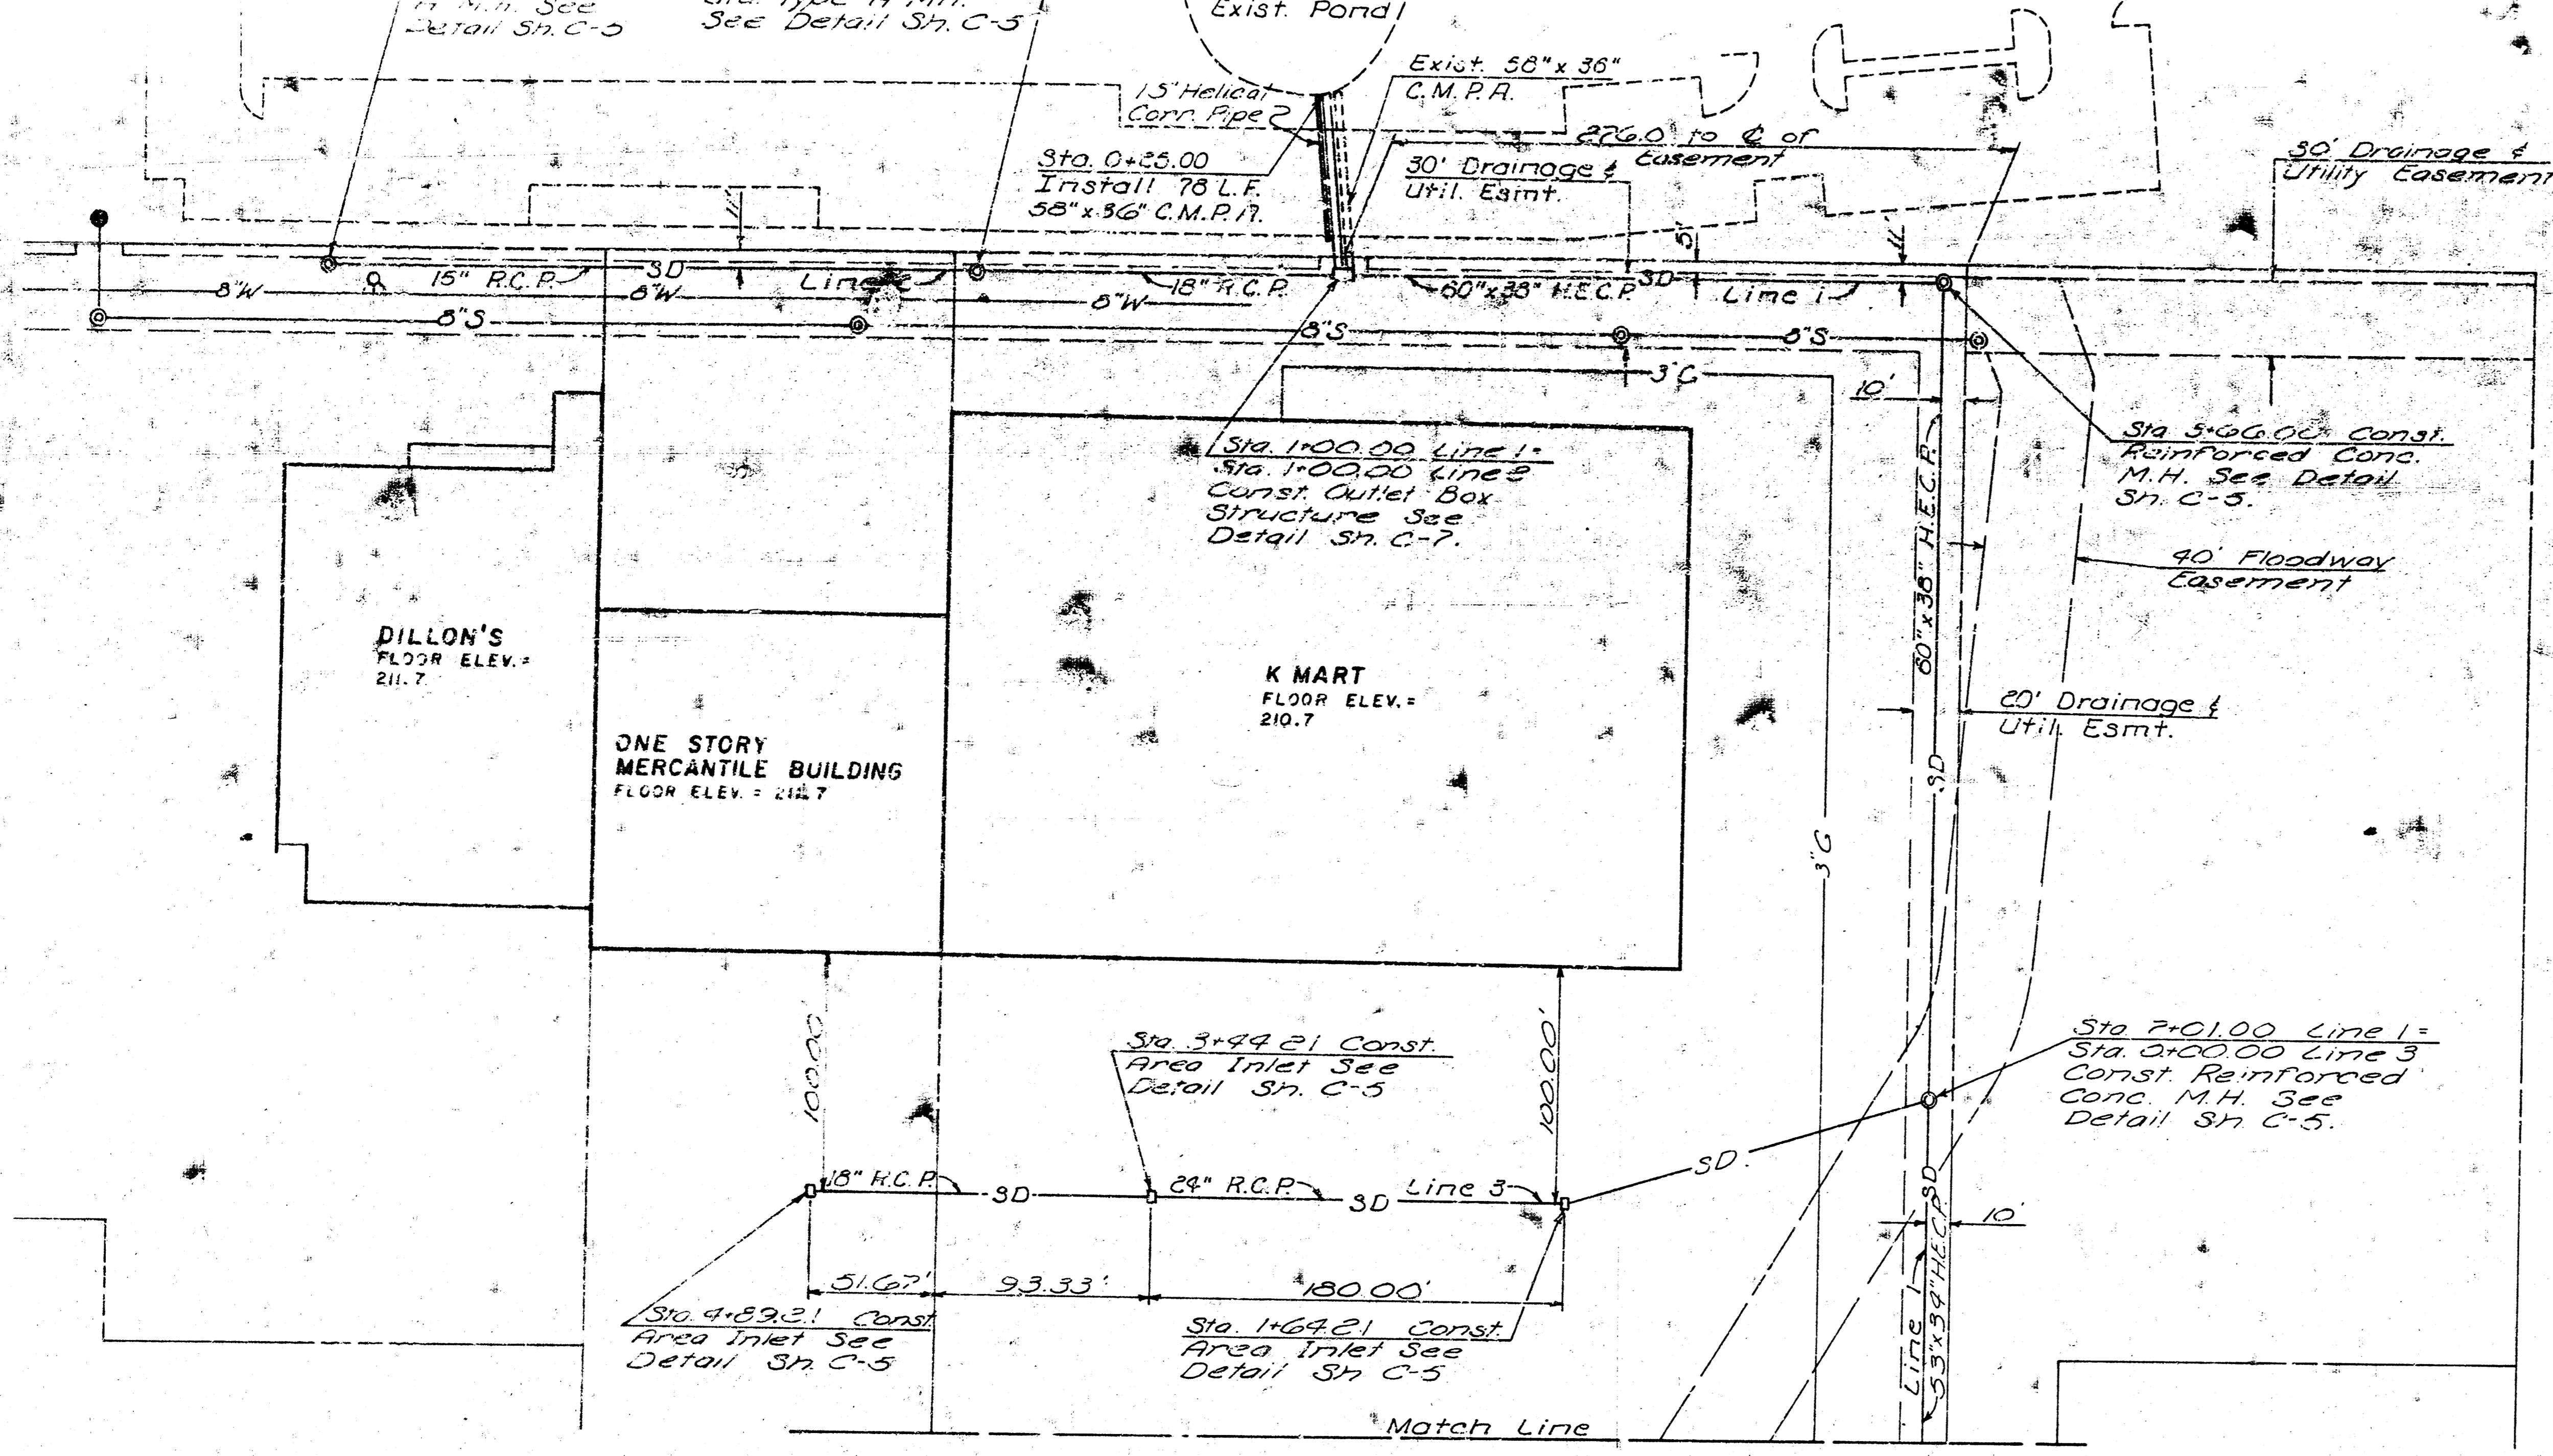 A M.H. See
Detail Sh. C-5
Std. Type A M.H.
See Detail Sh. C-5
Exist. Pond
Exist. 58" x 36"
C.M.P.A.
15" Helical
Corr. Pipe
276.0' to ℄ of
Easement
Sta. 0+25.00
Install 78 L.F.
58" x 36" C.M.P.A.
30' Drainage &
Util. Esmt.
30' Drainage &
Utility Easement
11'
5'
11'
15" R.C.P.
SD
Line 2
18" R.C.P.
60" x 38" H.E.C.P.
SD
Line 1
8"W
8"W
8"W
8"S
8"S
8"S
3"G
10'
Sta. 1+00.00 Line 1 =
Sta. 1+00.00 Line 2
Const. Outlet Box
Structure See
Detail Sh. C-7.
Sta. 5+66.00 Const.
Reinforced Conc.
M.H. See Detail
Sh. C-5.
60" x 38" H.E.C.P.
40' Floodway
Easement
DILLON'S
FLOOR ELEV. =
211.7
K MART
FLOOR ELEV. =
210.7
20' Drainage &
Util. Esmt.
ONE STORY
MERCANTILE BUILDING
FLOOR ELEV. =
SD
3"G
100.00'
100.00'
Sta. 3+44.21 Const.
Area Inlet See
Detail Sh. C-5
Sta. 7+01.00 Line 1 =
Sta. 0+00.00 Line 3
Const. Reinforced
Conc. M.H. See
Detail Sh. C-5.
SD
18" R.C.P.
SD
24" R.C.P.
SD
Line 3
SD
10'
51.67'
93.33'
180.00'
Line 1
53" x 34" H.E.C.P.
Sta. 4+89.21 Const.
Area Inlet See
Detail Sh. C-5
Sta. 1+64.21 Const.
Area Inlet See
Detail Sh. C-5
Match Line